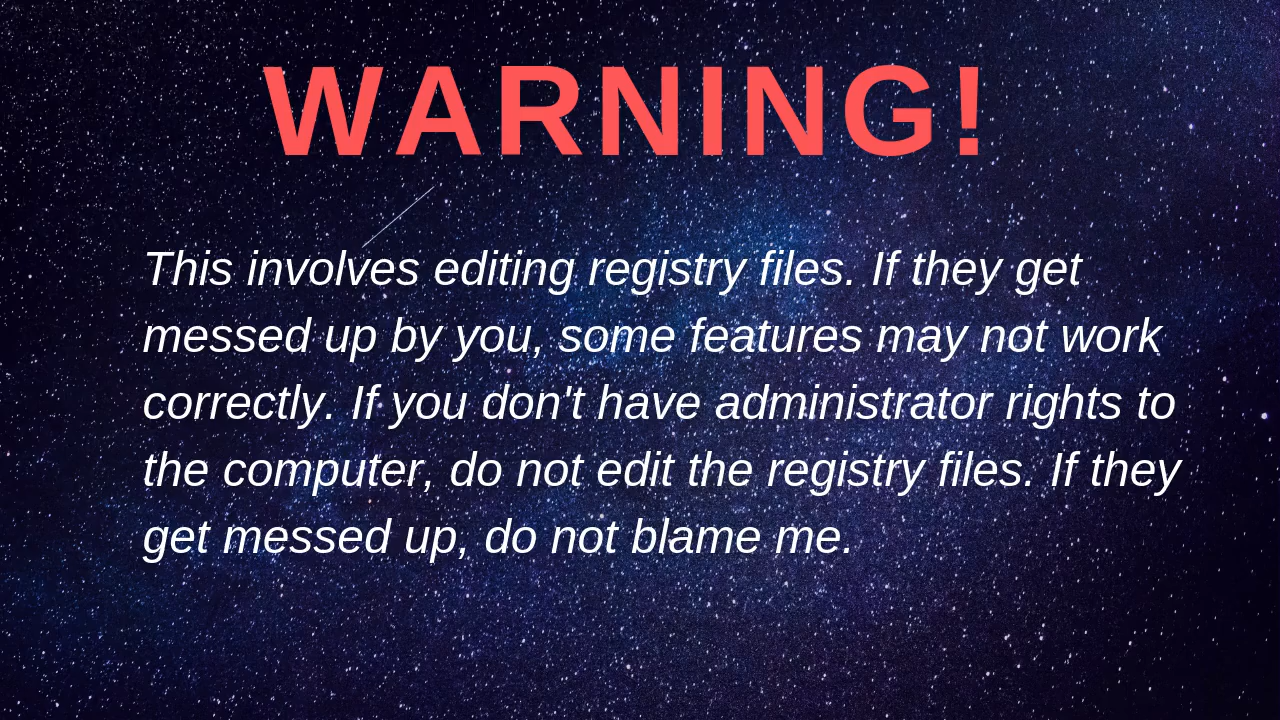 WARNING!
This involves editing registry files. If they get
messed up by you, some features may not work
correctly. If you don't have administrator rights to
the computer, do not edit the registry files. If they
get messed up, do not blame me.